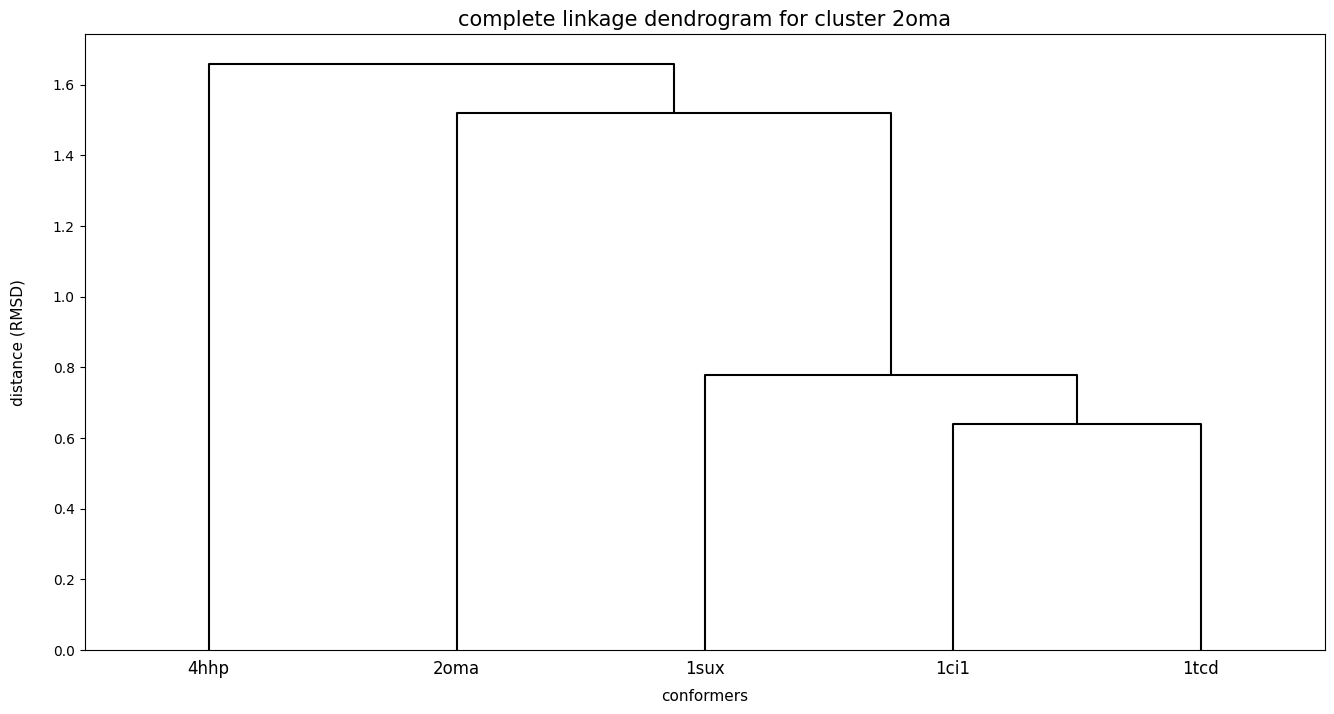 complete linkage dendrogram for cluster 2oma
distance (RMSD)
1.6
1.4
1.2
1.0
0.8
0.6
0.4
0.2
0.0
4hhp 2oma 1sux 1ci1 1tcd
conformers